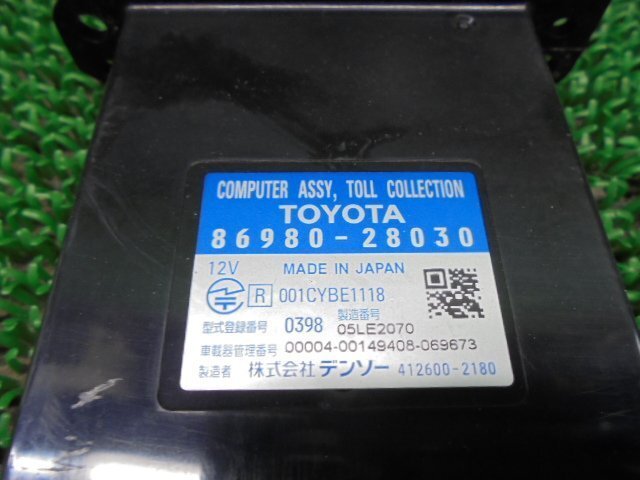 COMPUTER ASSY, TOLL COLLECTION
TOYOTA
86980-28030
12V MADE IN JAPAN
R 001CYBE1118
型式登録番号 0398 製造番号 05LE2070
車載器管理番号 00004-00149408-069673
製造者 株式会社 デンソー 412600-2180